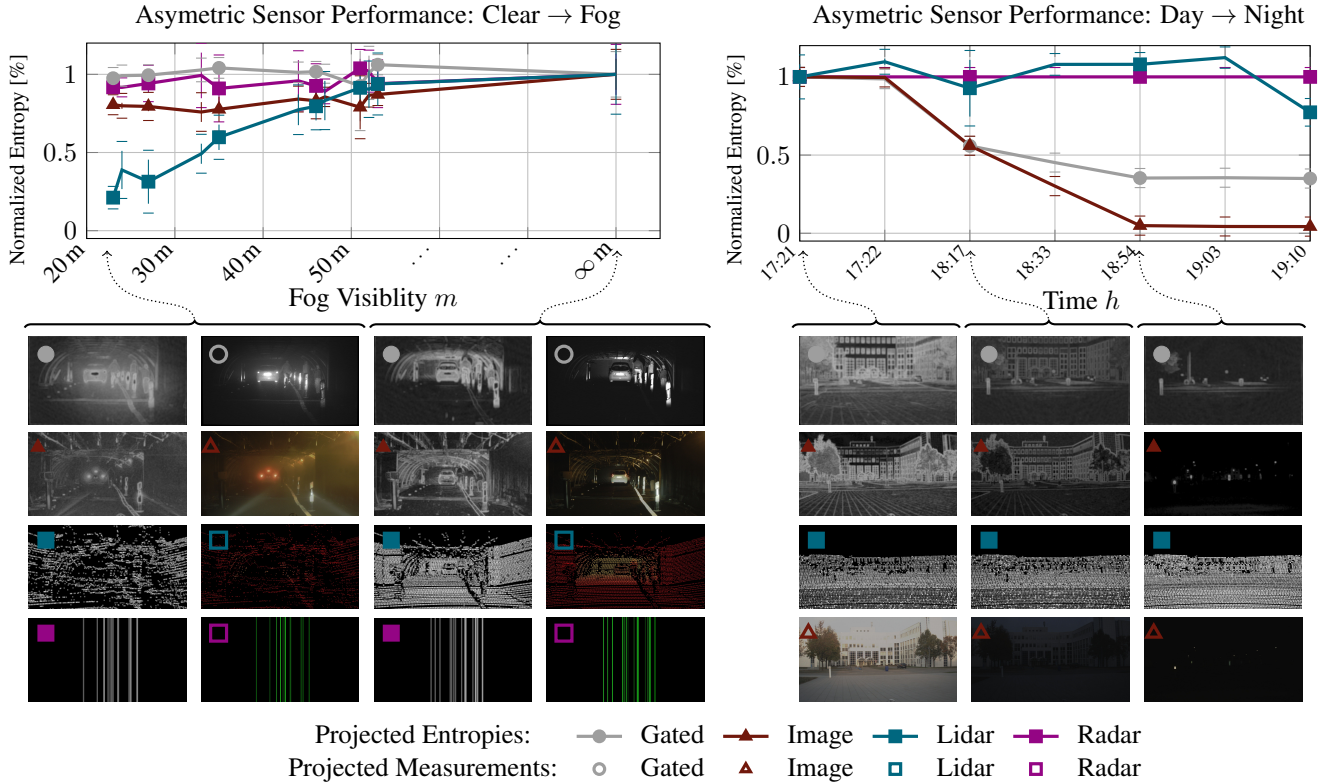 Asymetric Sensor Performance: Clear → Fog
Normalized Entropy [%]
1
0.5
0
20 m
30 m
40 m
50 m
. . .
. . .
∞ m
Fog Visiblity m
Asymetric Sensor Performance: Day → Night
Normalized Entropy [%]
1
0.5
0
17:21
17:22
18:17
18:33
18:54
19:03
19:10
Time h
Projected Entropies: Gated Image Lidar Radar
Projected Measurements: Gated Image Lidar Radar